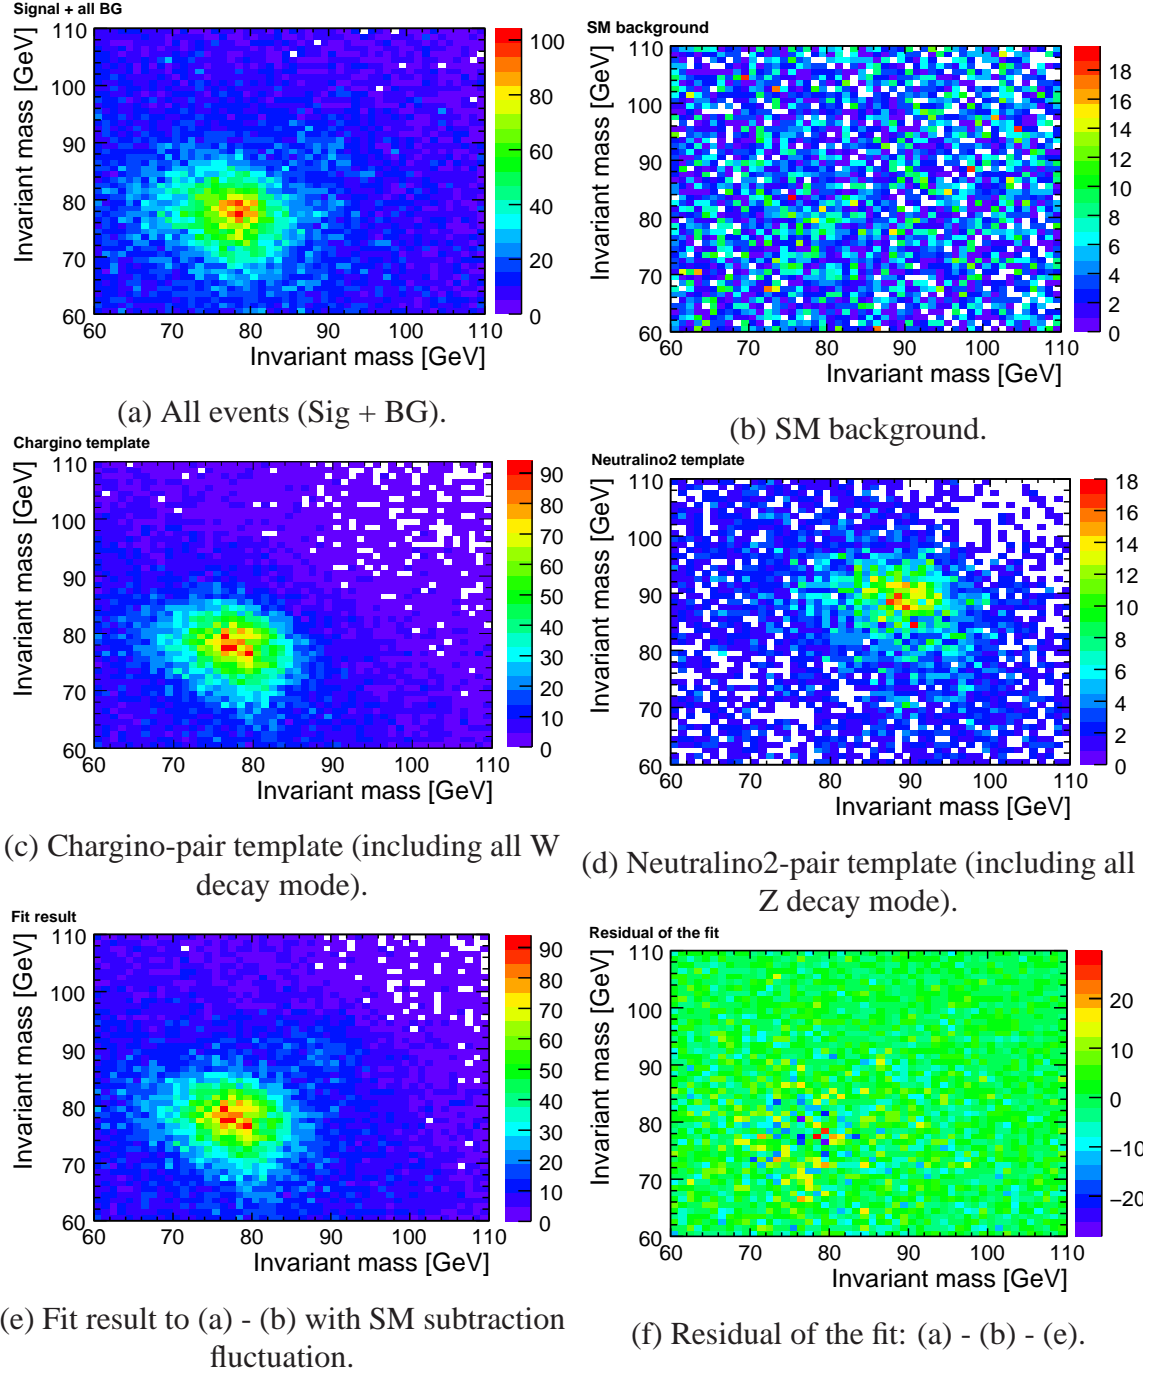 Signal + all BG
Invariant mass [GeV]
110
100
90
80
70
60
60 70 80 90 100 110
Invariant mass [GeV]
100
80
60
40
20
0
(a) All events (Sig + BG).
SM background
Invariant mass [GeV]
110
100
90
80
70
60
60 70 80 90 100 110
Invariant mass [GeV]
18
16
14
12
10
8
6
4
2
0
(b) SM background.
Chargino template
Invariant mass [GeV]
110
100
90
80
70
60
60 70 80 90 100 110
Invariant mass [GeV]
90
80
70
60
50
40
30
20
10
0
(c) Chargino-pair template (including all W
decay mode).
Neutralino2 template
Invariant mass [GeV]
110
100
90
80
70
60
60 70 80 90 100 110
Invariant mass [GeV]
18
16
14
12
10
8
6
4
2
0
(d) Neutralino2-pair template (including all
Z decay mode).
Fit result
Invariant mass [GeV]
110
100
90
80
70
60
60 70 80 90 100 110
Invariant mass [GeV]
90
80
70
60
50
40
30
20
10
0
(e) Fit result to (a) - (b) with SM subtraction
fluctuation.
Residual of the fit
Invariant mass [GeV]
110
100
90
80
70
60
60 70 80 90 100 110
Invariant mass [GeV]
20
10
0
−10
−20
(f) Residual of the fit: (a) - (b) - (e).